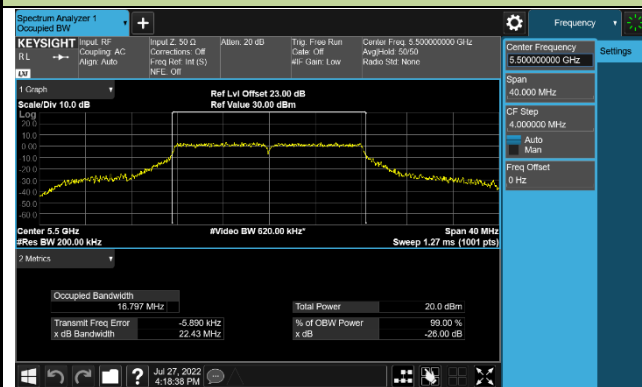 Spectrum Analyzer 1
Occupied BW
Frequency
KEYSIGHT Input: RF
RL
Coupling: AC
Align: Auto
Input Z: 50 Ω
Corrections: Off
Freq Ref: Int (S)
NFE: Off
Atten: 20 dB
Trig: Free Run
Gate: Off
#IF Gain: Low
Center Freq: 5.500000000 GHz
Avg|Hold: 50/50
Radio Std: None
LXI
Center Frequency
5.500000000 GHz
Settings
Span
40.000 MHz
CF Step
4.000000 MHz
Auto
Man
Freq Offset
0 Hz
1 Graph
Scale/Div 10.0 dB
Ref Lvl Offset 23.00 dB
Ref Value 30.00 dBm
Log
20.0
10.0
0.00
-10.0
-20.0
-30.0
-40.0
-50.0
-60.0
Center 5.5 GHz
#Res BW 200.00 kHz
#Video BW 620.00 kHz*
Span 40 MHz
Sweep 1.27 ms (1001 pts)
2 Metrics
Occupied Bandwidth
16.797 MHz
Total Power 20.0 dBm
Transmit Freq Error -5.890 kHz
% of OBW Power 99.00 %
x dB Bandwidth 22.43 MHz
x dB -26.00 dB
?
Jul 27, 2022
4:18:38 PM